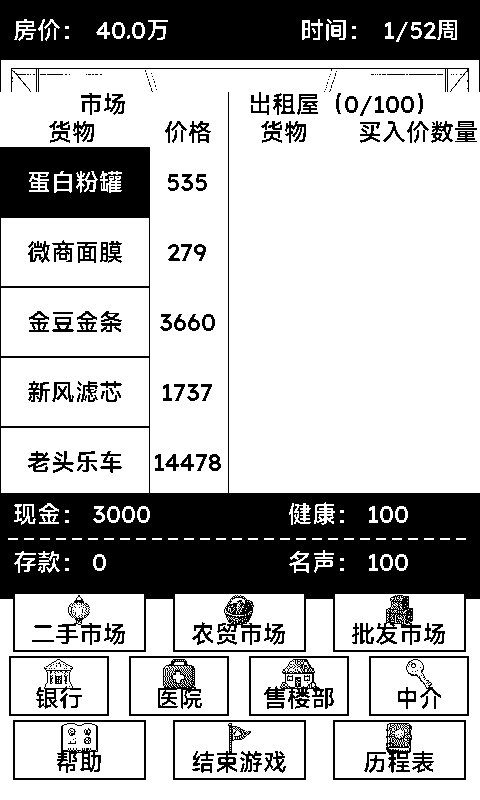 房价： 40.0万 时间： 1/52周
市场 出租屋（0/100）
货物 价格 货物 买入价数量
蛋白粉罐 535
微商面膜 279
金豆金条 3660
新风滤芯 1737
老头乐车 14478
现金： 3000 健康： 100
存款： 0 名声： 100
二手市场 农贸市场 批发市场
银行 医院 售楼部 中介
帮助 结束游戏 历程表